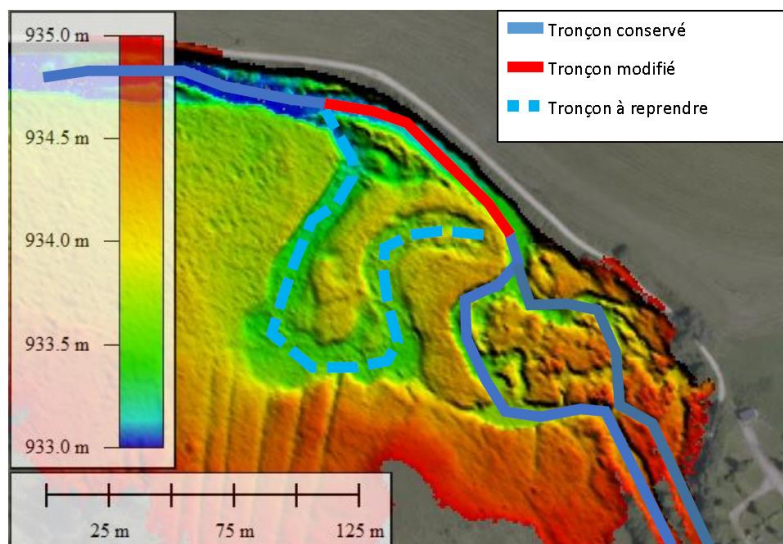 935.0 m
934.5 m
934.0 m
933.5 m
933.0 m
25 m 75 m 125 m
Tronçon conservé
Tronçon modifié
Tronçon à reprendre